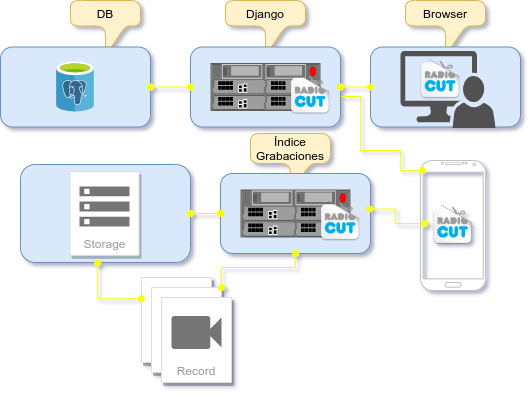 DB
Django
Browser
RADIO
CUT
RADIO
CUT
Índice
Grabaciones
Storage
RADIO
CUT
RADIO
CUT
Record